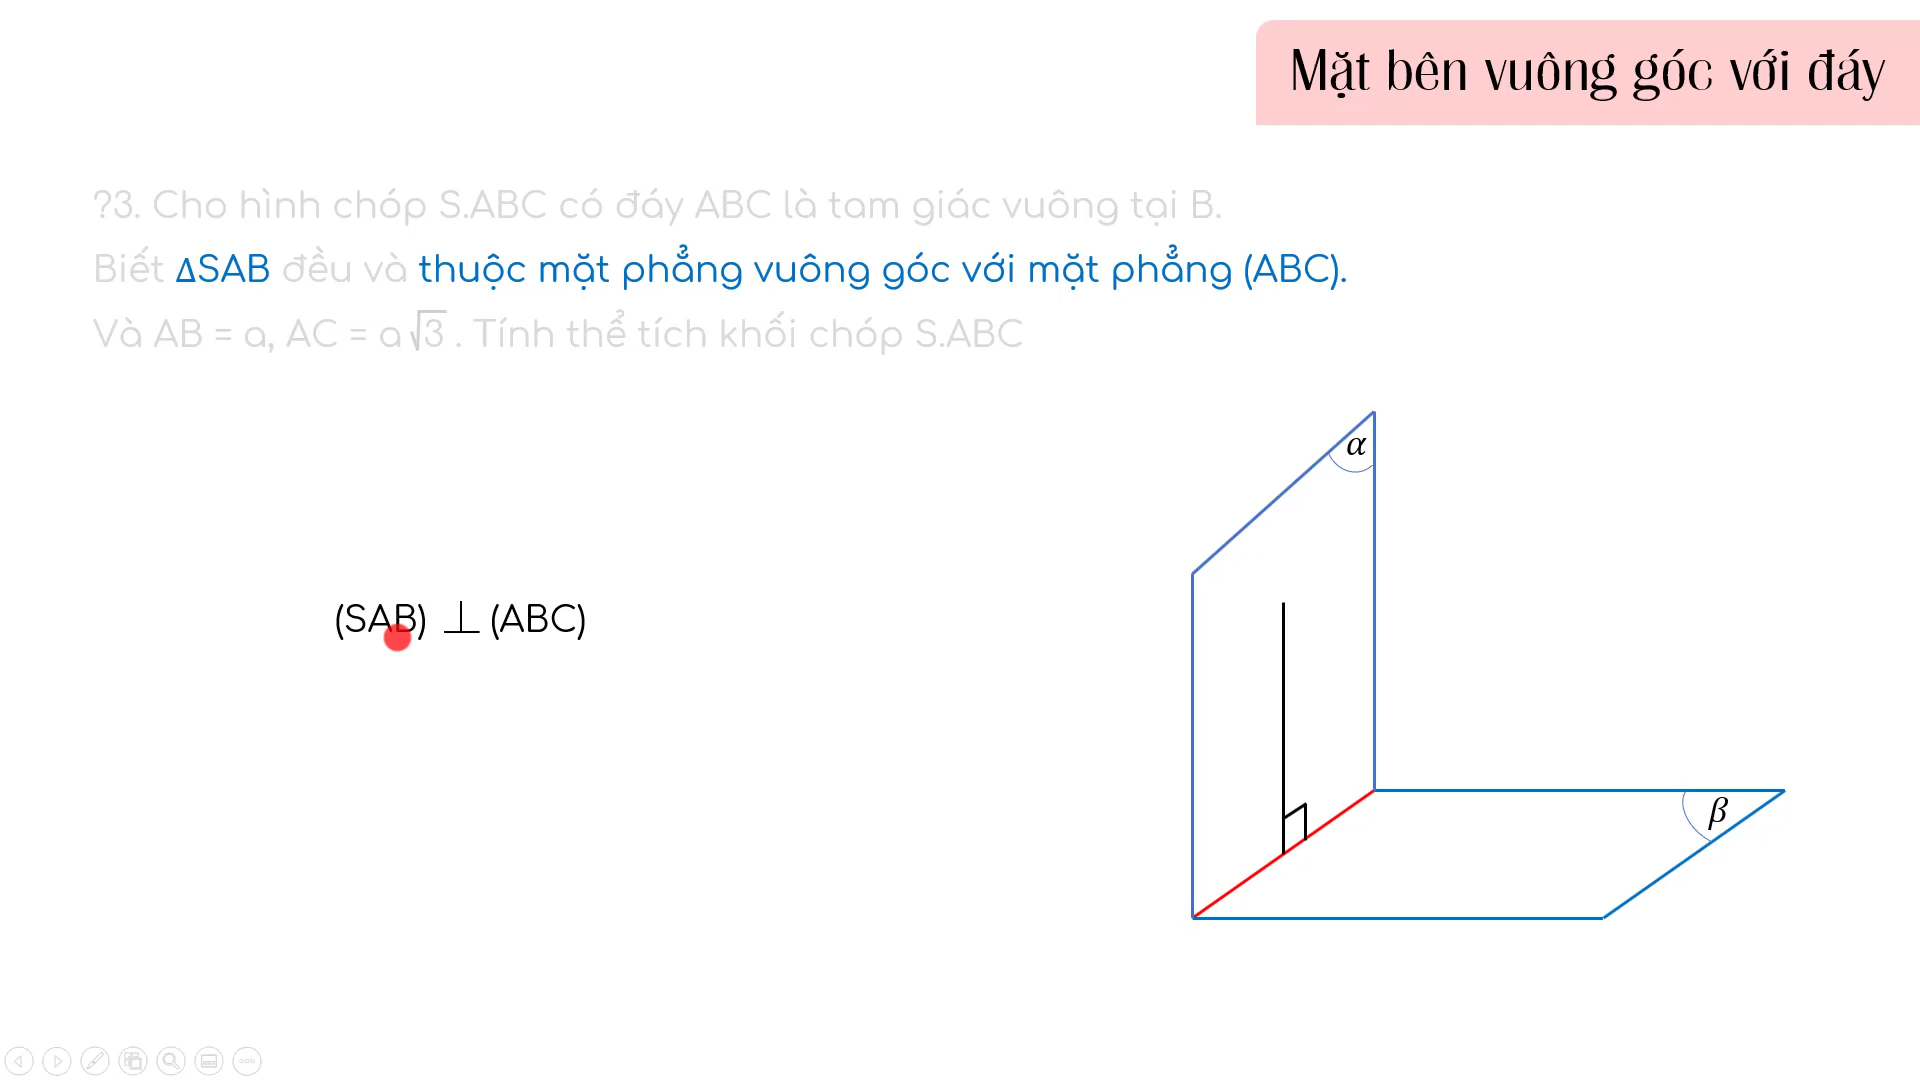 Mặt bên vuông góc với đáy
?3. Cho hình chóp S.ABC có đáy ABC là tam giác vuông tại B.
Biết ΔSAB đều và thuộc mặt phẳng vuông góc với mặt phẳng (ABC).
Và AB = a, AC = a√3 . Tính thể tích khối chóp S.ABC
α
(SAB) ⊥ (ABC)
β